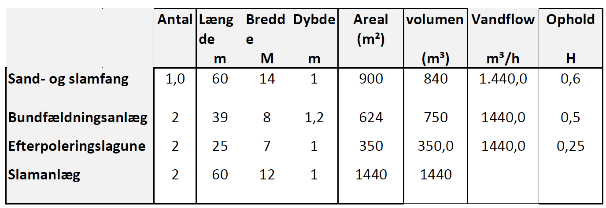 Antal Længde Bredde Dybde Areal volumen Vandflow Ophold
m M m (m²) (m³) m³/h H
Sand- og slamfang 1,0 60 14 1 900 840 1.440,0 0,6
Bundfældningsanlæg 2 39 8 1,2 624 750 1440,0 0,5
Efterpoleringslagune 2 25 7 1 350 350,0 1440,0 0,25
Slamanlæg 2 60 12 1 1440 1440